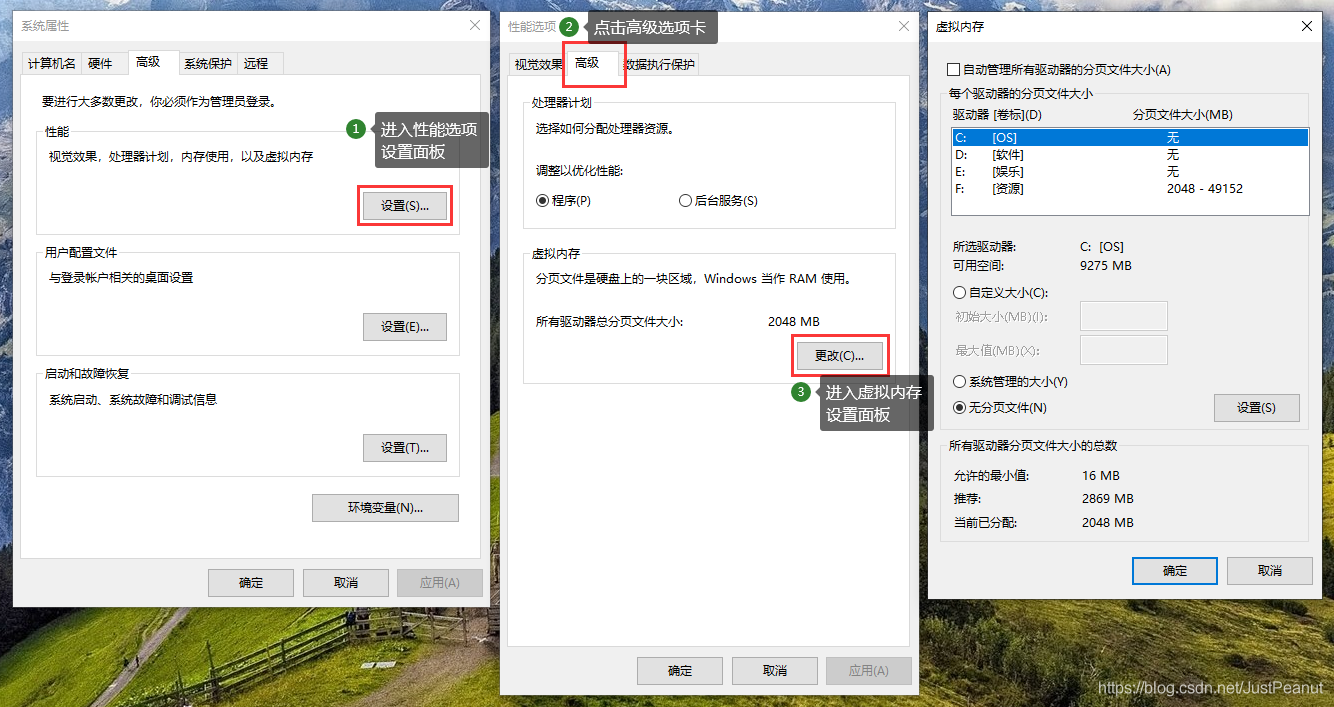 系统属性
计算机名
硬件
高级
系统保护
远程
要进行大多数更改，你必须作为管理员登录。
性能
视觉效果，处理器计划，内存使用，以及虚拟内存
1
进入性能选项
设置面板
设置(S)...
用户配置文件
与登录帐户相关的桌面设置
设置(E)...
启动和故障恢复
系统启动、系统故障和调试信息
设置(T)...
环境变量(N)...
确定
取消
应用(A)
性能选项
2
点击高级选项卡
视觉效果
高级
数据执行保护
处理器计划
选择如何分配处理器资源。
调整以优化性能:
程序(P)
后台服务(S)
虚拟内存
分页文件是硬盘上的一块区域，Windows 当作 RAM 使用。
所有驱动器总分页文件大小:
2048 MB
更改(C)...
3
进入虚拟内存
设置面板
确定
取消
应用(A)
虚拟内存
自动管理所有驱动器的分页文件大小(A)
每个驱动器的分页文件大小
驱动器 [卷标](D)
分页文件大小(MB)
C: [OS] 无
D: [软件] 无
E: [娱乐] 无
F: [资源] 2048 - 49152
所选驱动器: C: [OS]
可用空间: 9275 MB
自定义大小(C):
初始大小(MB)(I):
最大值(MB)(X):
系统管理的大小(Y)
无分页文件(N)
设置(S)
所有驱动器分页文件大小的总数
允许的最小值: 16 MB
推荐: 2869 MB
当前已分配: 2048 MB
确定
取消
https://blog.csdn.net/JustPeanut